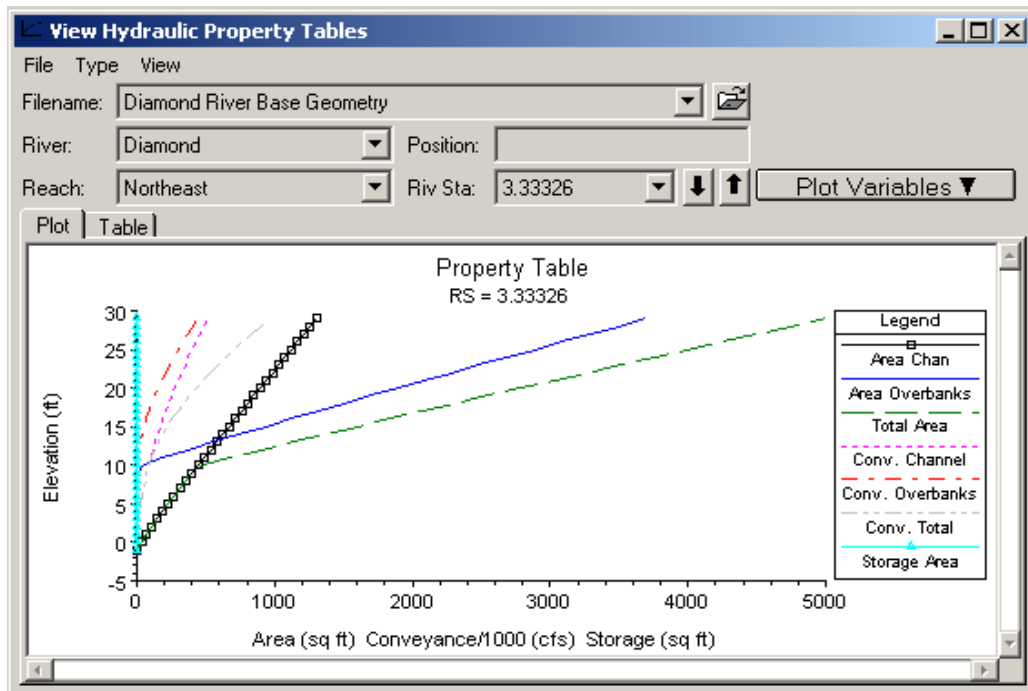 View Hydraulic Property Tables
File Type View
Filename: Diamond River Base Geometry
River: Diamond Position:
Reach: Northeast Riv Sta: 3.33326 Plot Variables
Plot Table
Property Table
RS = 3.33326
30
25
20
15
10
5
0
-5
Elevation (ft)
0 1000 2000 3000 4000 5000
Area (sq ft) Conveyance/1000 (cfs) Storage (sq ft)
Legend
Area Chan
Area Overbanks
Total Area
Conv. Channel
Conv. Overbanks
Conv. Total
Storage Area